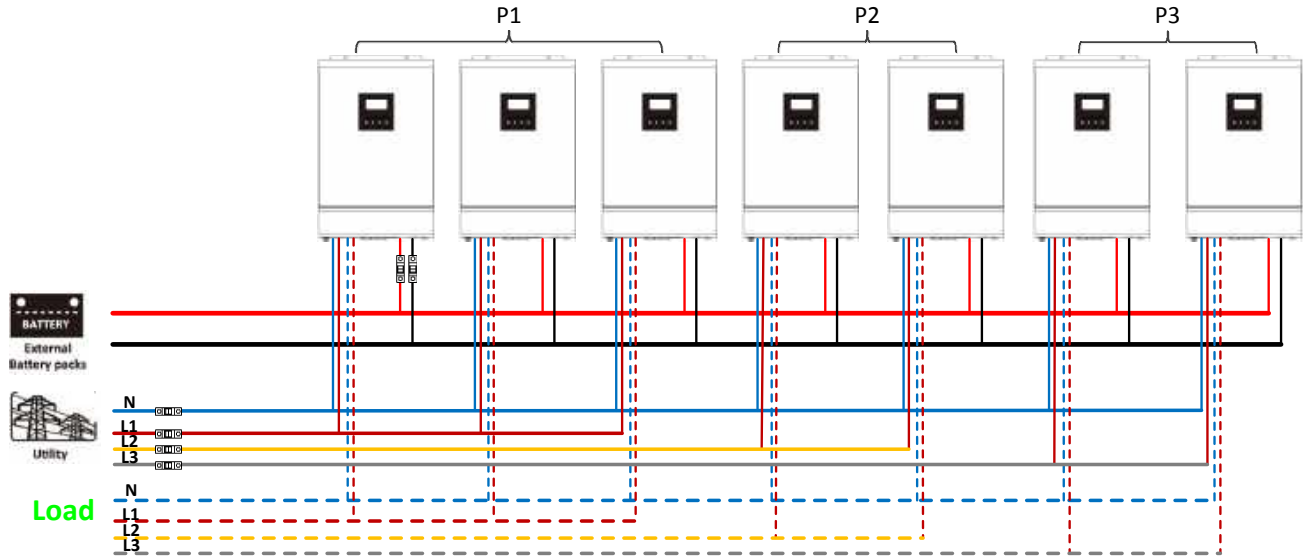 P1
P2
P3
BATTERY
External
Battery packs
N
L1
L2
L3
Utility
N
Load
L1
L2
L3